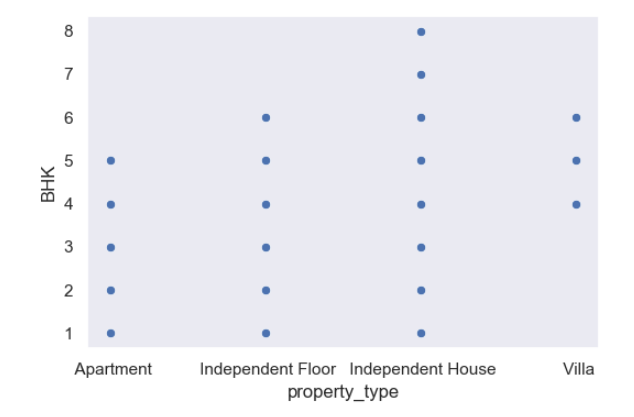 8
7
6
5
4
3
2
1
BHK
Apartment Independent Floor Independent House Villa
property_type